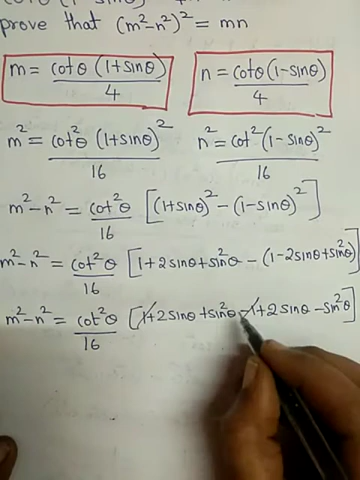 prove that (m²-n²)² = mn
m = cotθ (1+sinθ) / 4    n = cotθ(1-sinθ) / 4
m² = cot²θ (1+sinθ)² / 16    n² = cot²(1-sinθ)² / 16
m²-n² = cot²θ / 16 [(1+sinθ)² - (1-sinθ)²]
m²-n² = cot²θ / 16 [1+2sinθ+sin²θ - (1-2sinθ+sin²θ)]
m²-n² = cot²θ / 16 [1+2sinθ+sin²θ-1+2sinθ-sin²θ]